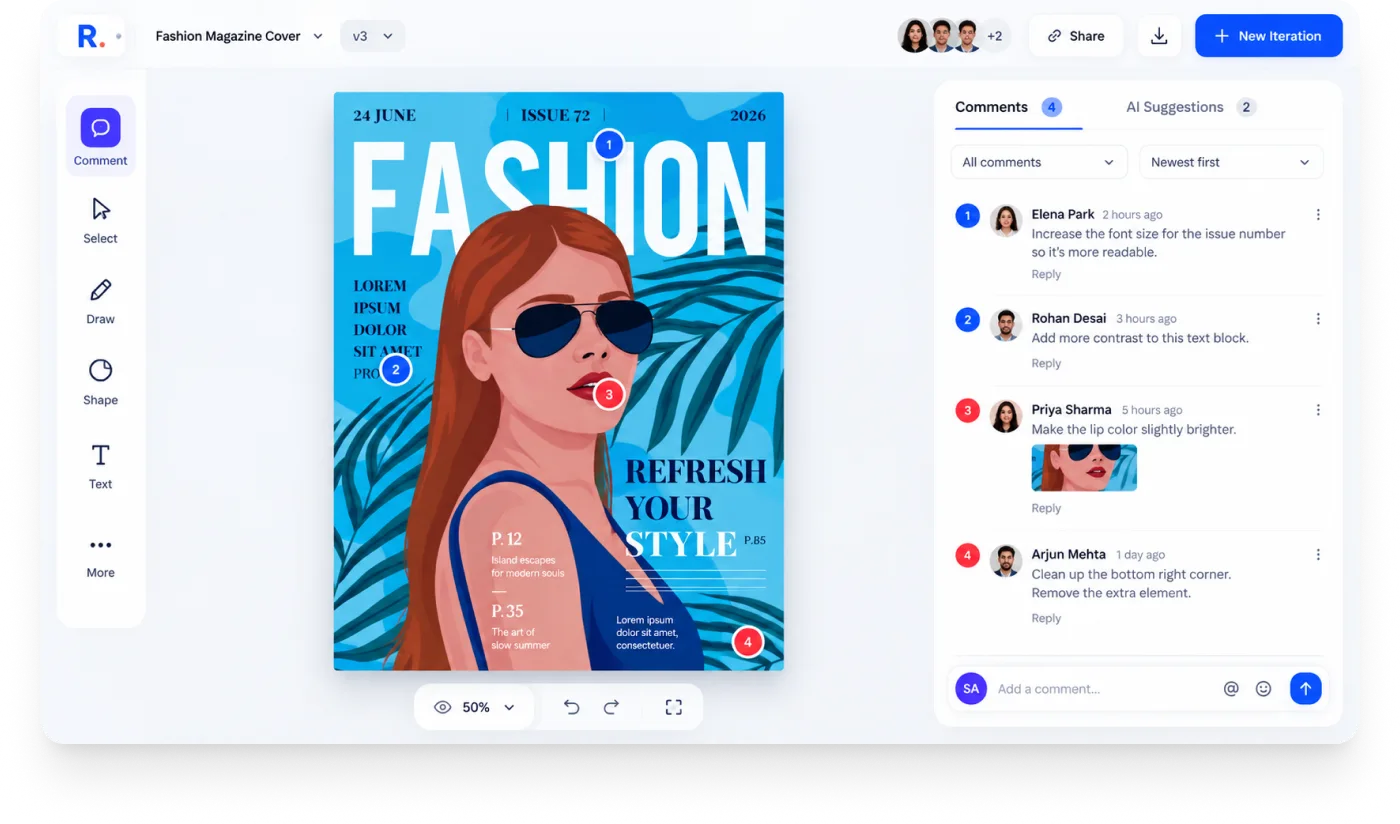 R.
Fashion Magazine Cover
v3
+2
Share
New Iteration
Comment
Select
Draw
Shape
Text
More
24 JUNE
ISSUE 72
2026
FASHION
1
LOREM
IPSUM
DOLOR
SIT AMET
2
3
REFRESH
YOUR
STYLE P.85
P. 12
Island escapes
for modern souls
P. 35
The art of
slow summer
Lorem ipsum
dolor sit amet,
consectetuer.
4
50%
Comments 4
AI Suggestions 2
All comments
Newest first
1 Elena Park 2 hours ago
Increase the font size for the issue number
so it's more readable.
Reply
2 Rohan Desai 3 hours ago
Add more contrast to this text block.
Reply
3 Priya Sharma 5 hours ago
Make the lip color slightly brighter.
Reply
4 Arjun Mehta 1 day ago
Clean up the bottom right corner.
Remove the extra element.
Reply
SA Add a comment...
@